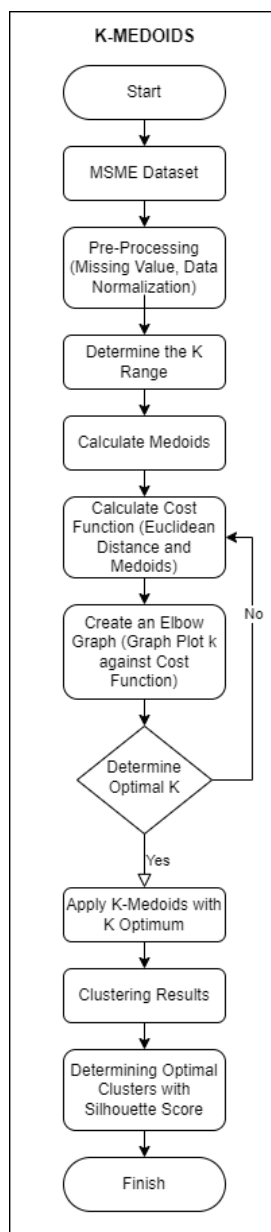 K-MEDOIDS
Start
MSME Dataset
Pre-Processing
(Missing Value, Data
Normalization)
Determine the K
Range
Calculate Medoids
Calculate Cost
Function (Euclidean
Distance and
Medoids)
No
Create an Elbow
Graph (Graph Plot k
against Cost
Function)
Determine
Optimal K
Yes
Apply K-Medoids with
K Optimum
Clustering Results
Determining Optimal
Clusters with
Silhouette Score
Finish